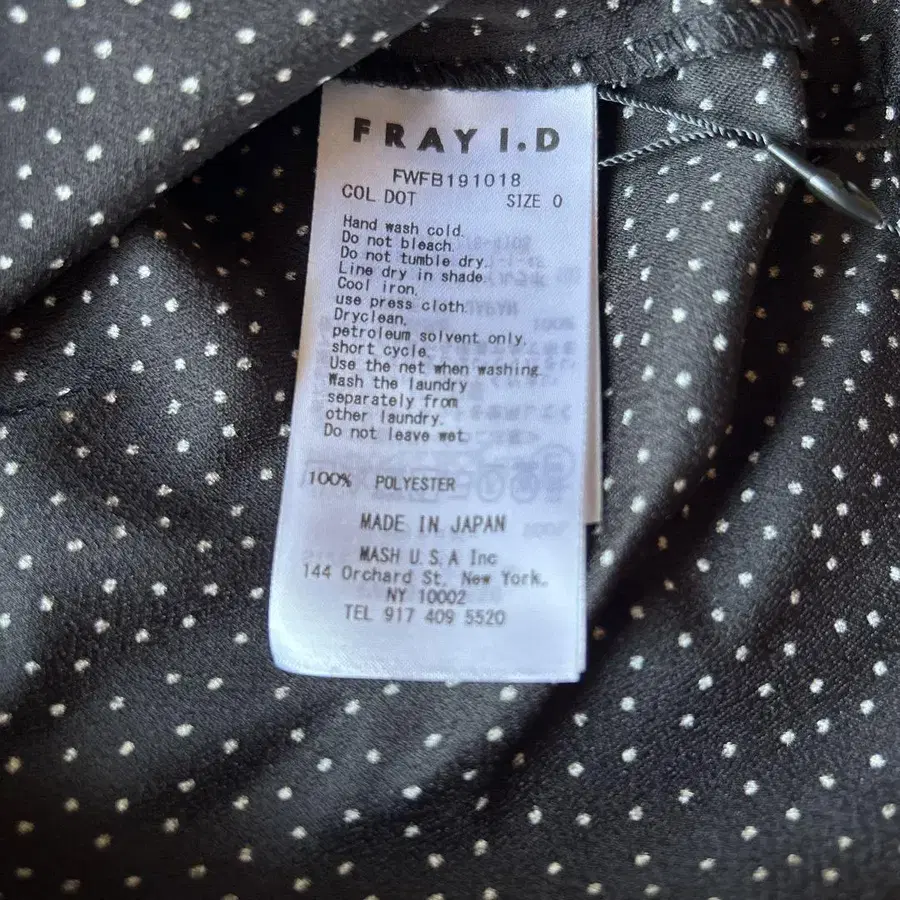 FRAY I.D
FWFB191018
COL DOT SIZE 0
Hand wash cold.
Do not bleach.
Do not tumble dry.
Line dry in shade.
Cool iron,
use press cloth.
Dryclean,
petroleum solvent only,
short cycle.
Use the net when washing.
Wash the laundry
separately from
other laundry.
Do not leave wet.
100% POLYESTER
MADE IN JAPAN
MASH U.S.A Inc
144 Orchard St. New York.
NY 10002
TEL 917 409 5520